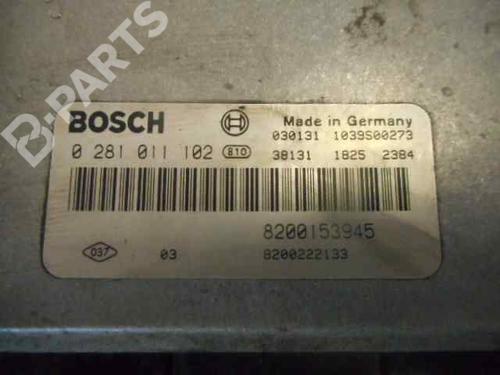 B-PARTS
BOSCH
Made in Germany
030131 1039S00273
0 281 011 102 810 38131 1825 2384
8200153945
037 03 8200222133